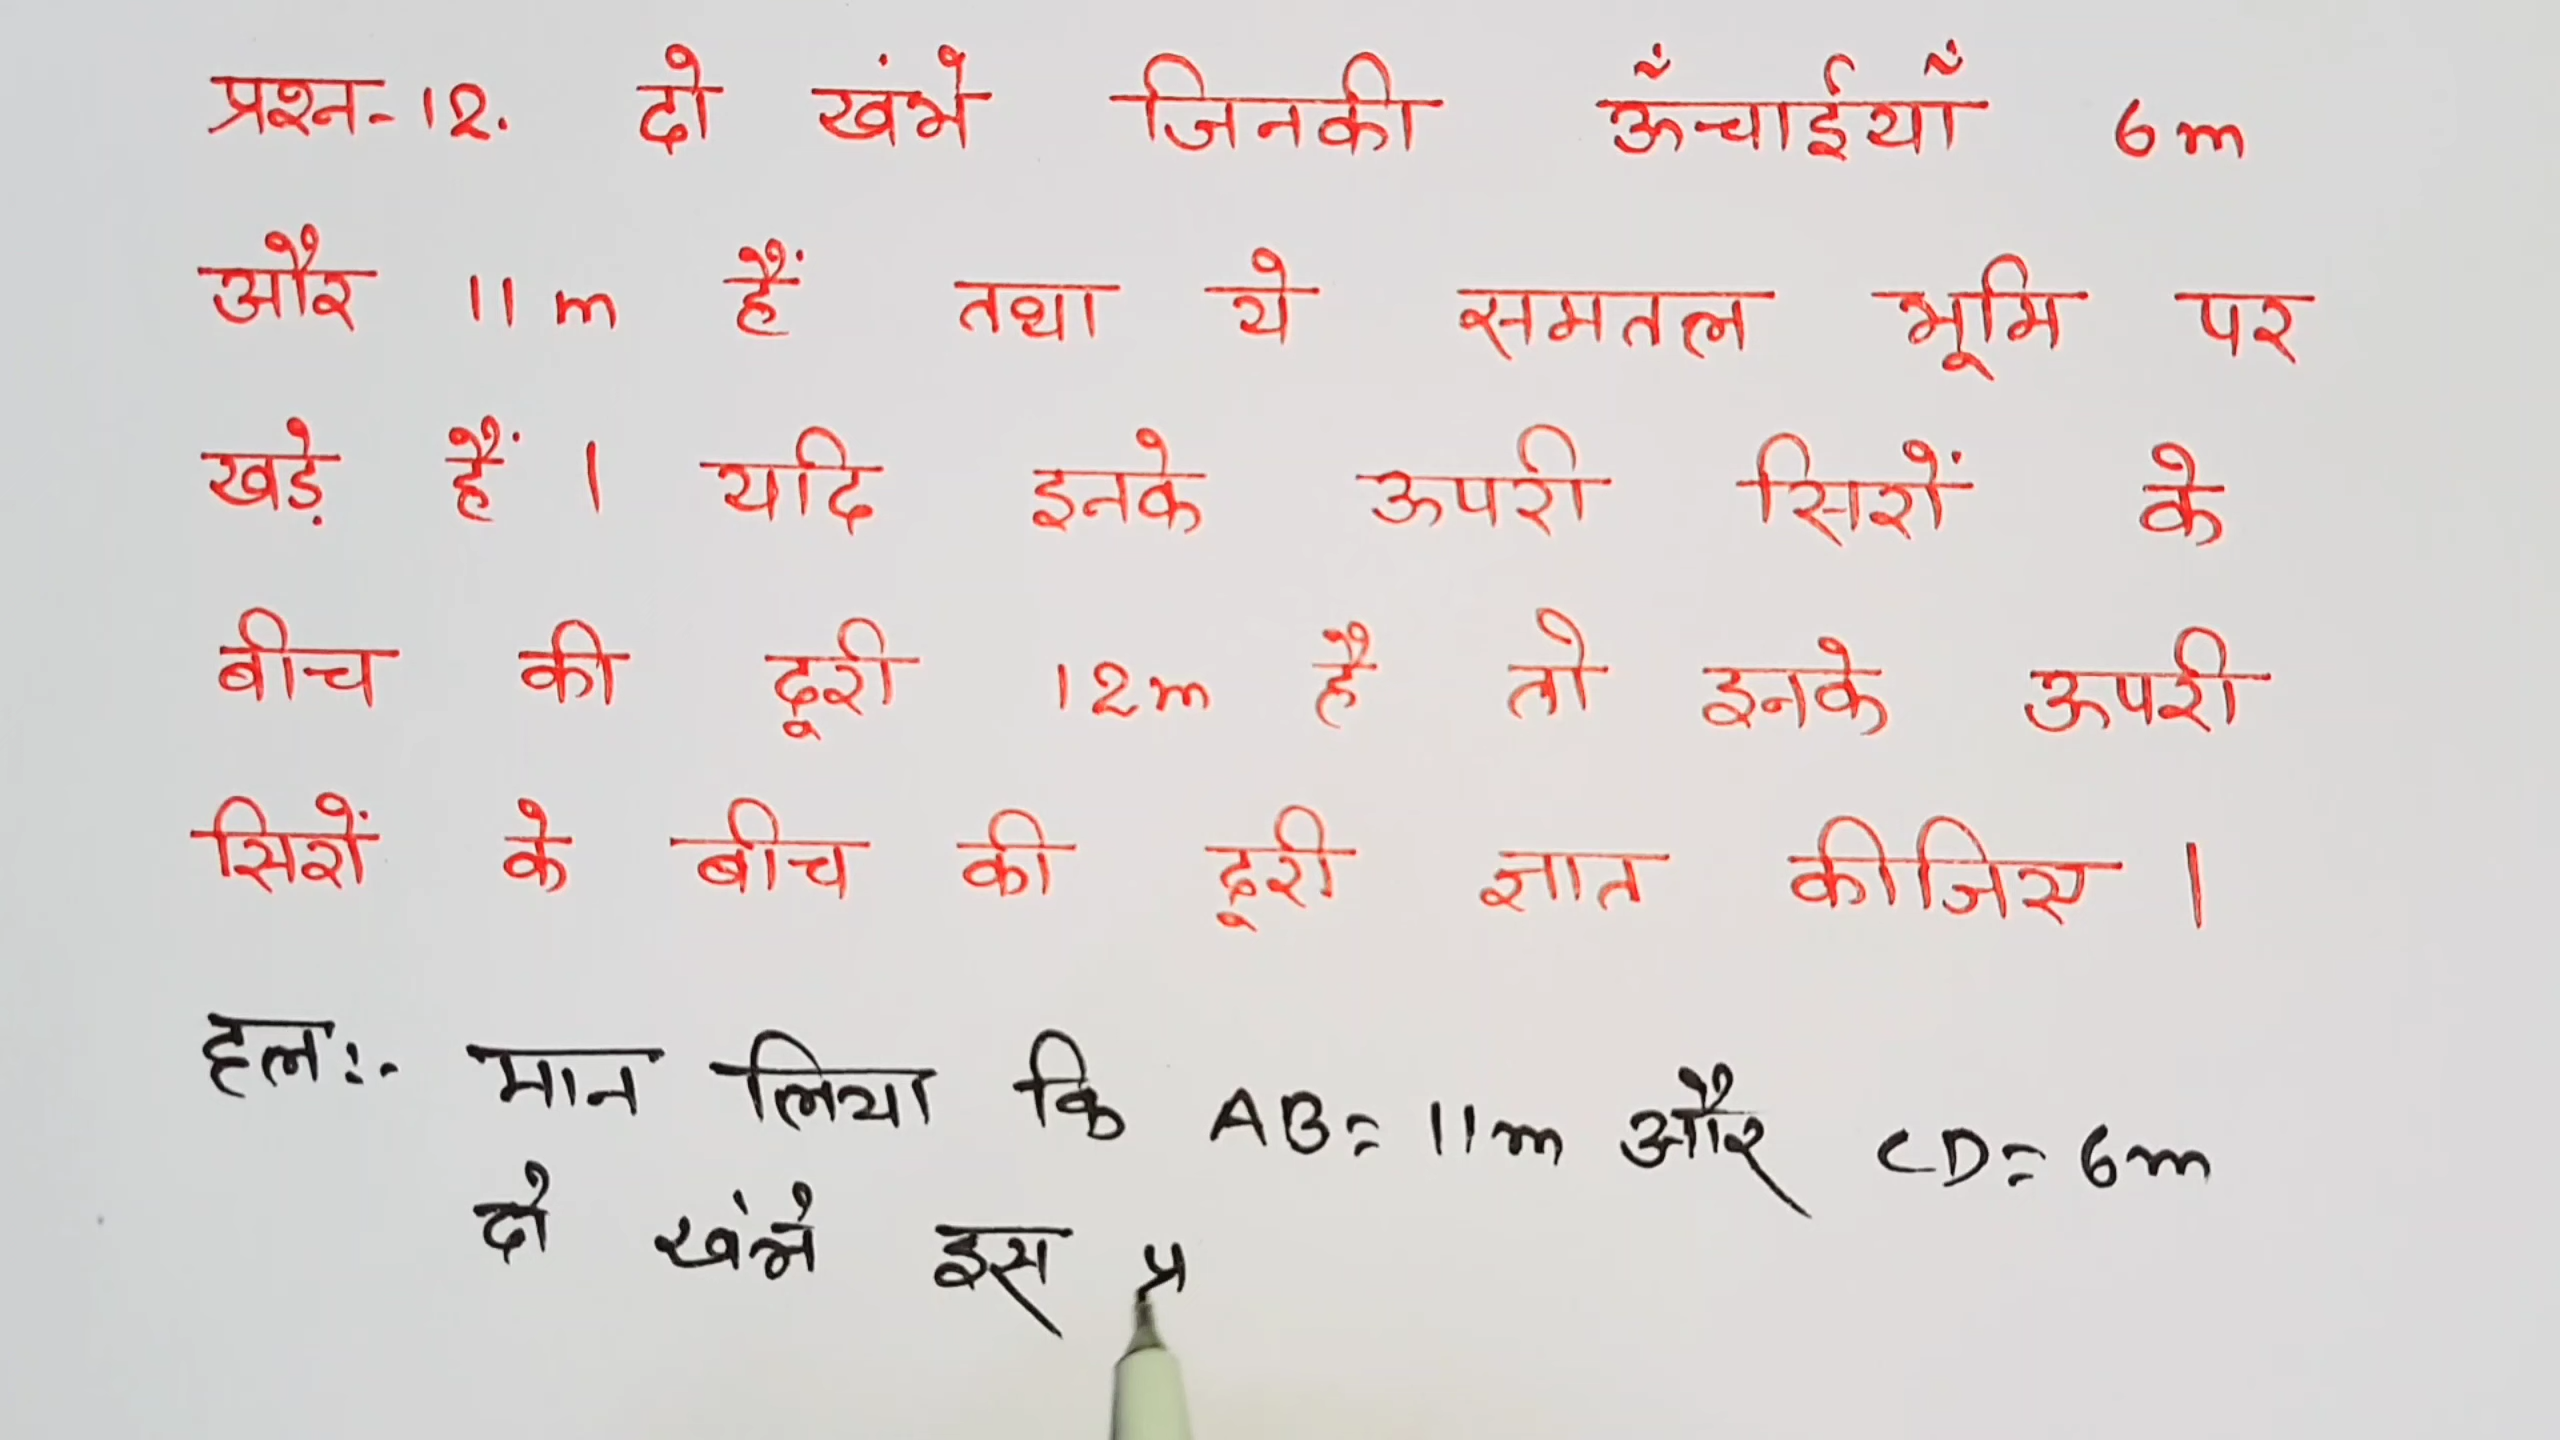 प्रश्न-12. दो खंभे जिनकी ऊँचाईयाँ 6m
और 11m हैं तथा ये समतल भूमि पर
खड़े हैं। यदि इनके ऊपरी सिरों के
बीच की दूरी 12m है तो इनके ऊपरी
सिरों के बीच की दूरी ज्ञात कीजिए।
हल:- मान लिया कि AB = 11m और CD = 6m
दो खंभे इस प्र